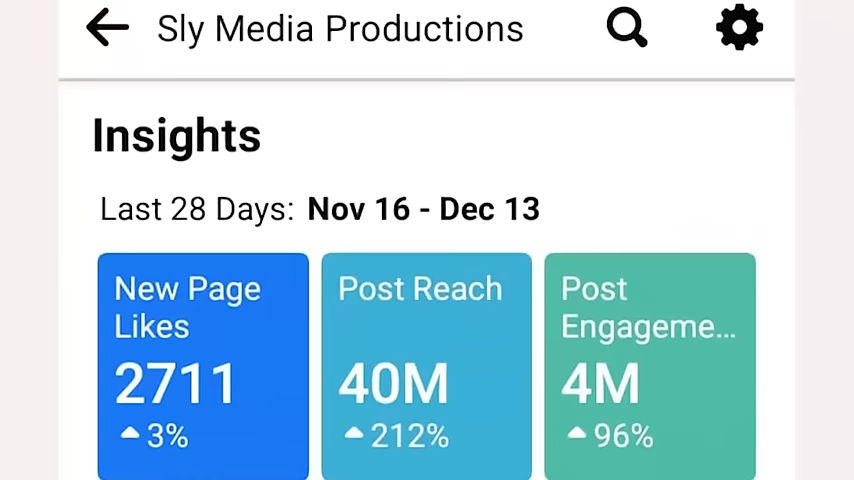 Sly Media Productions
Insights
Last 28 Days: Nov 16 - Dec 13
New Page
Likes
2711
3%
Post Reach
40M
212%
Post
Engageme...
4M
96%